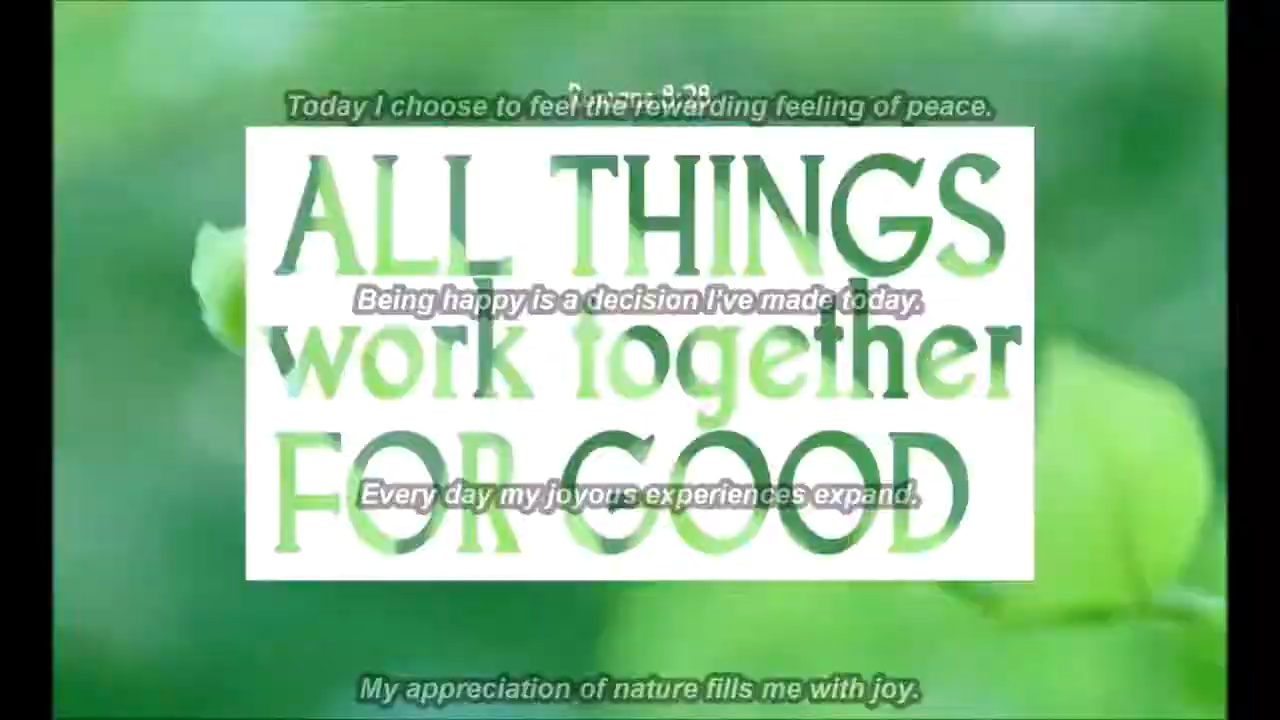 Romans 8:28
Today I choose to feel the rewarding feeling of peace.
ALL THINGS
Being happy is a decision I've made today.
work together
Every day my joyous experiences expand.
FOR GOOD
My appreciation of nature fills me with joy.